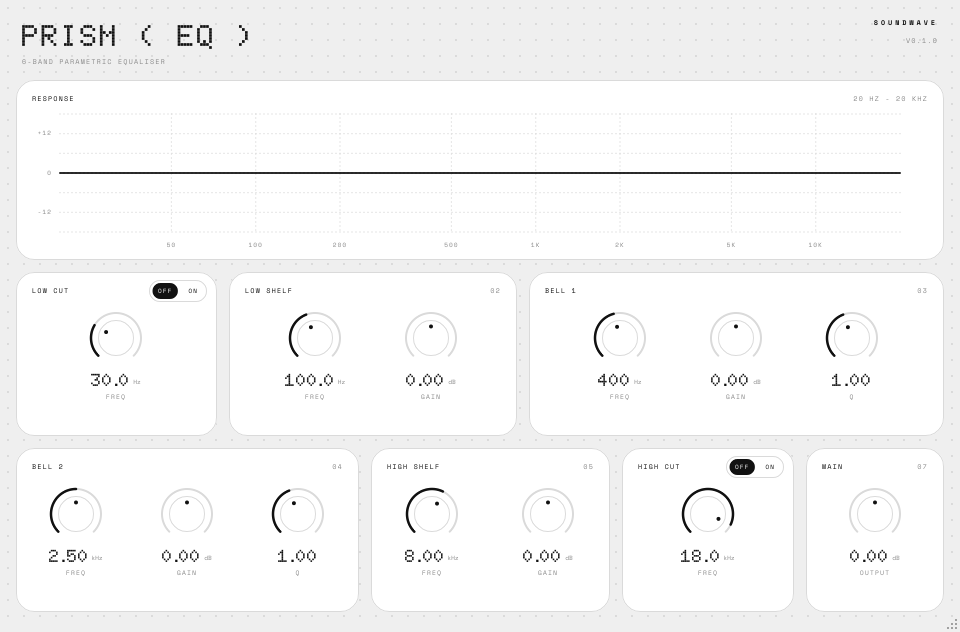 PRISM ( EQ )
SOUNDWAVE
V0.1.0
6-BAND PARAMETRIC EQUALISER
RESPONSE
20 HZ - 20 KHZ
+12
0
-12
50 100 200 500 1K 2K 5K 10K
LOW CUT OFF ON
LOW SHELF 02
BELL 1 03
30.0 Hz
FREQ
100.0 Hz 0.00 dB
FREQ GAIN
400 Hz 0.00 dB 1.00
FREQ GAIN Q
BELL 2 04
HIGH SHELF 05
HIGH CUT OFF ON
MAIN 07
2.50 kHz 0.00 dB 1.00
FREQ GAIN Q
8.00 kHz 0.00 dB
FREQ GAIN
18.0 kHz
FREQ
0.00 dB
OUTPUT